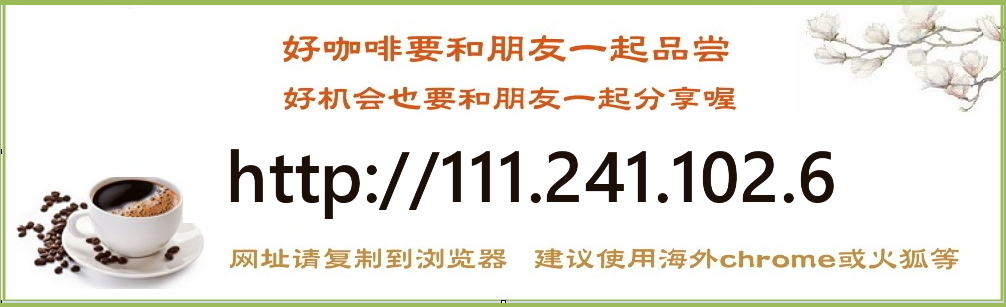 好咖啡要和朋友一起品尝
好机会也要和朋友一起分享喔
http://111.241.102.6
网址请复制到浏览器 建议使用海外chrome或火狐等